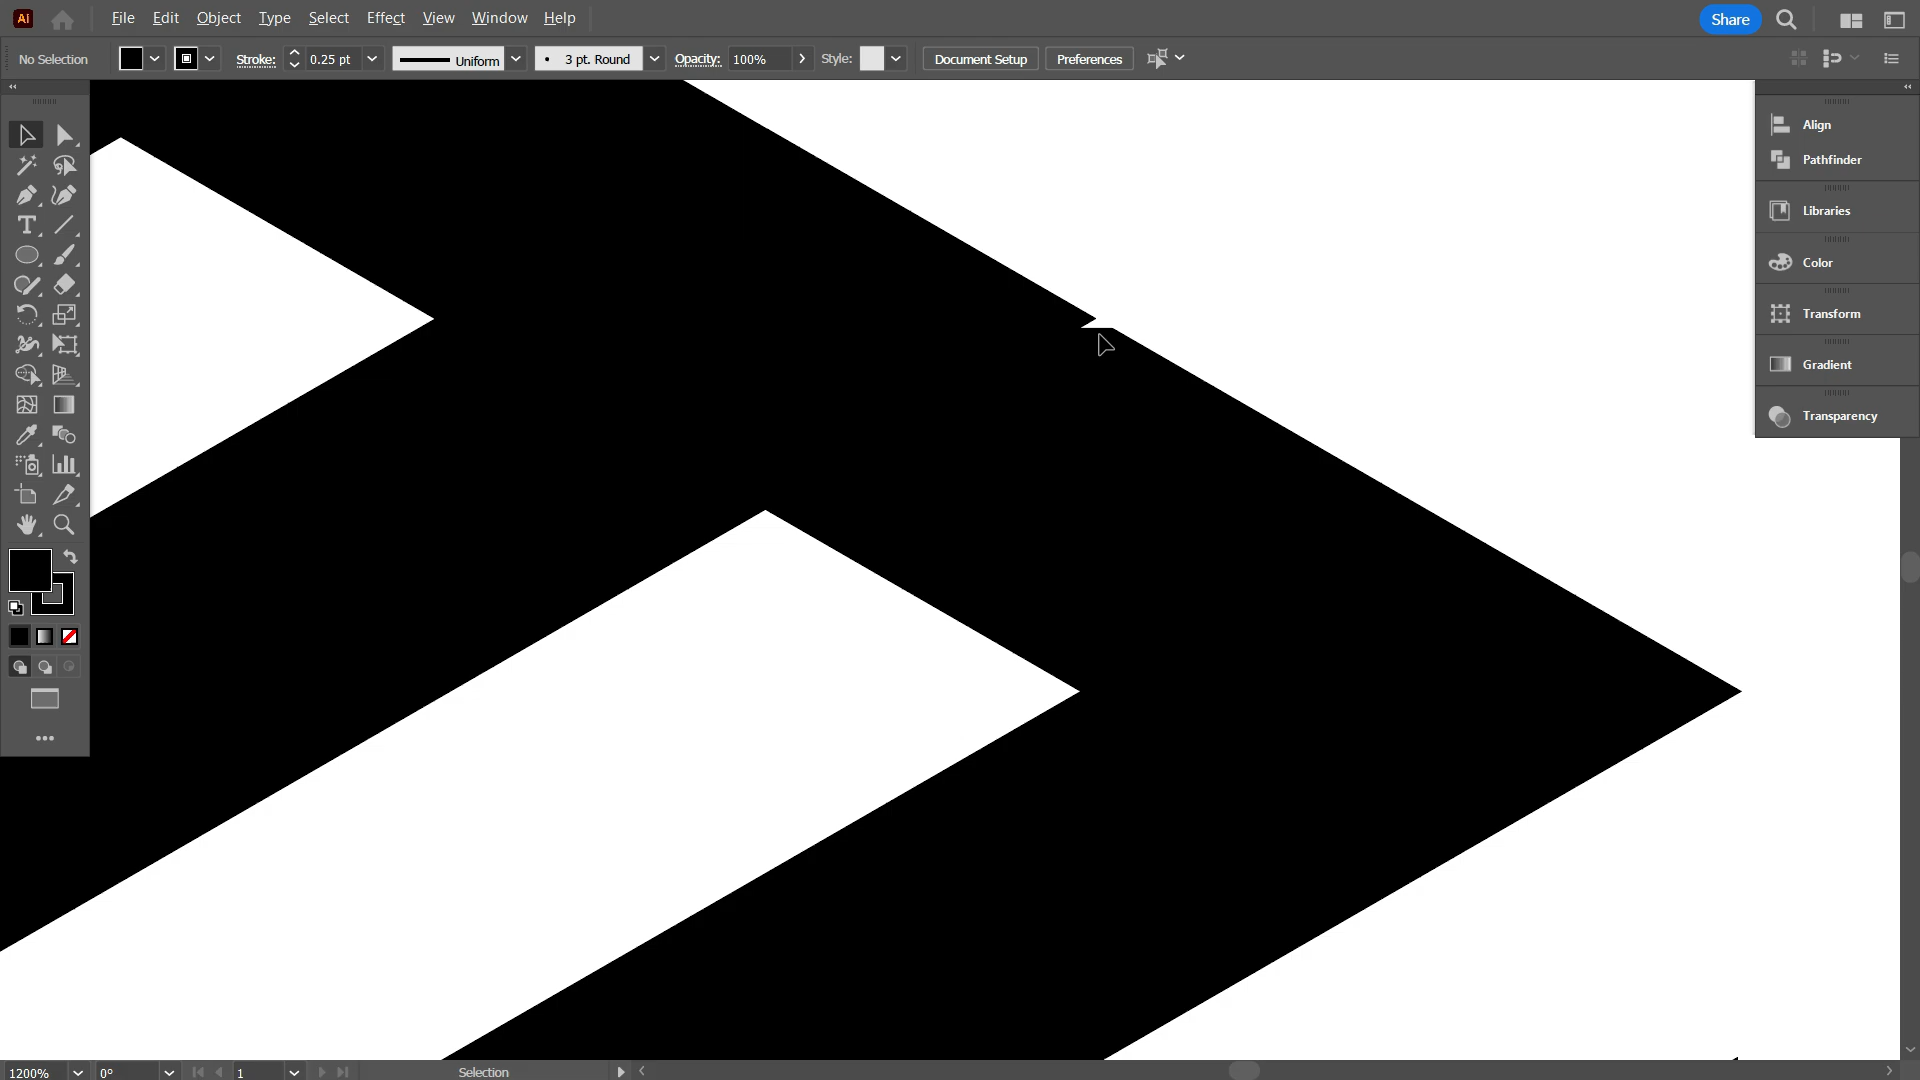 Ai File Edit Object Type Select Effect View Window Help Share
No Selection Stroke: 0.25 pt Uniform 3 pt. Round Opacity: 100% Style: Document Setup Preferences
Align
Pathfinder
Libraries
Color
Transform
Gradient
Transparency
1200% 0° 1 Selection